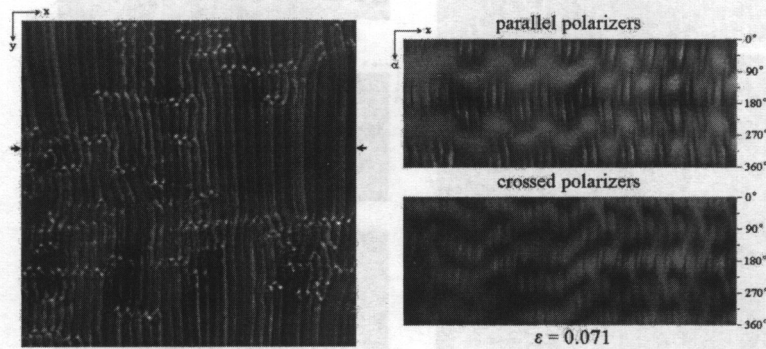 x
y
parallel polarizers
x
α
0°
90°
180°
270°
360°
crossed polarizers
0°
90°
180°
270°
360°
ε = 0.071